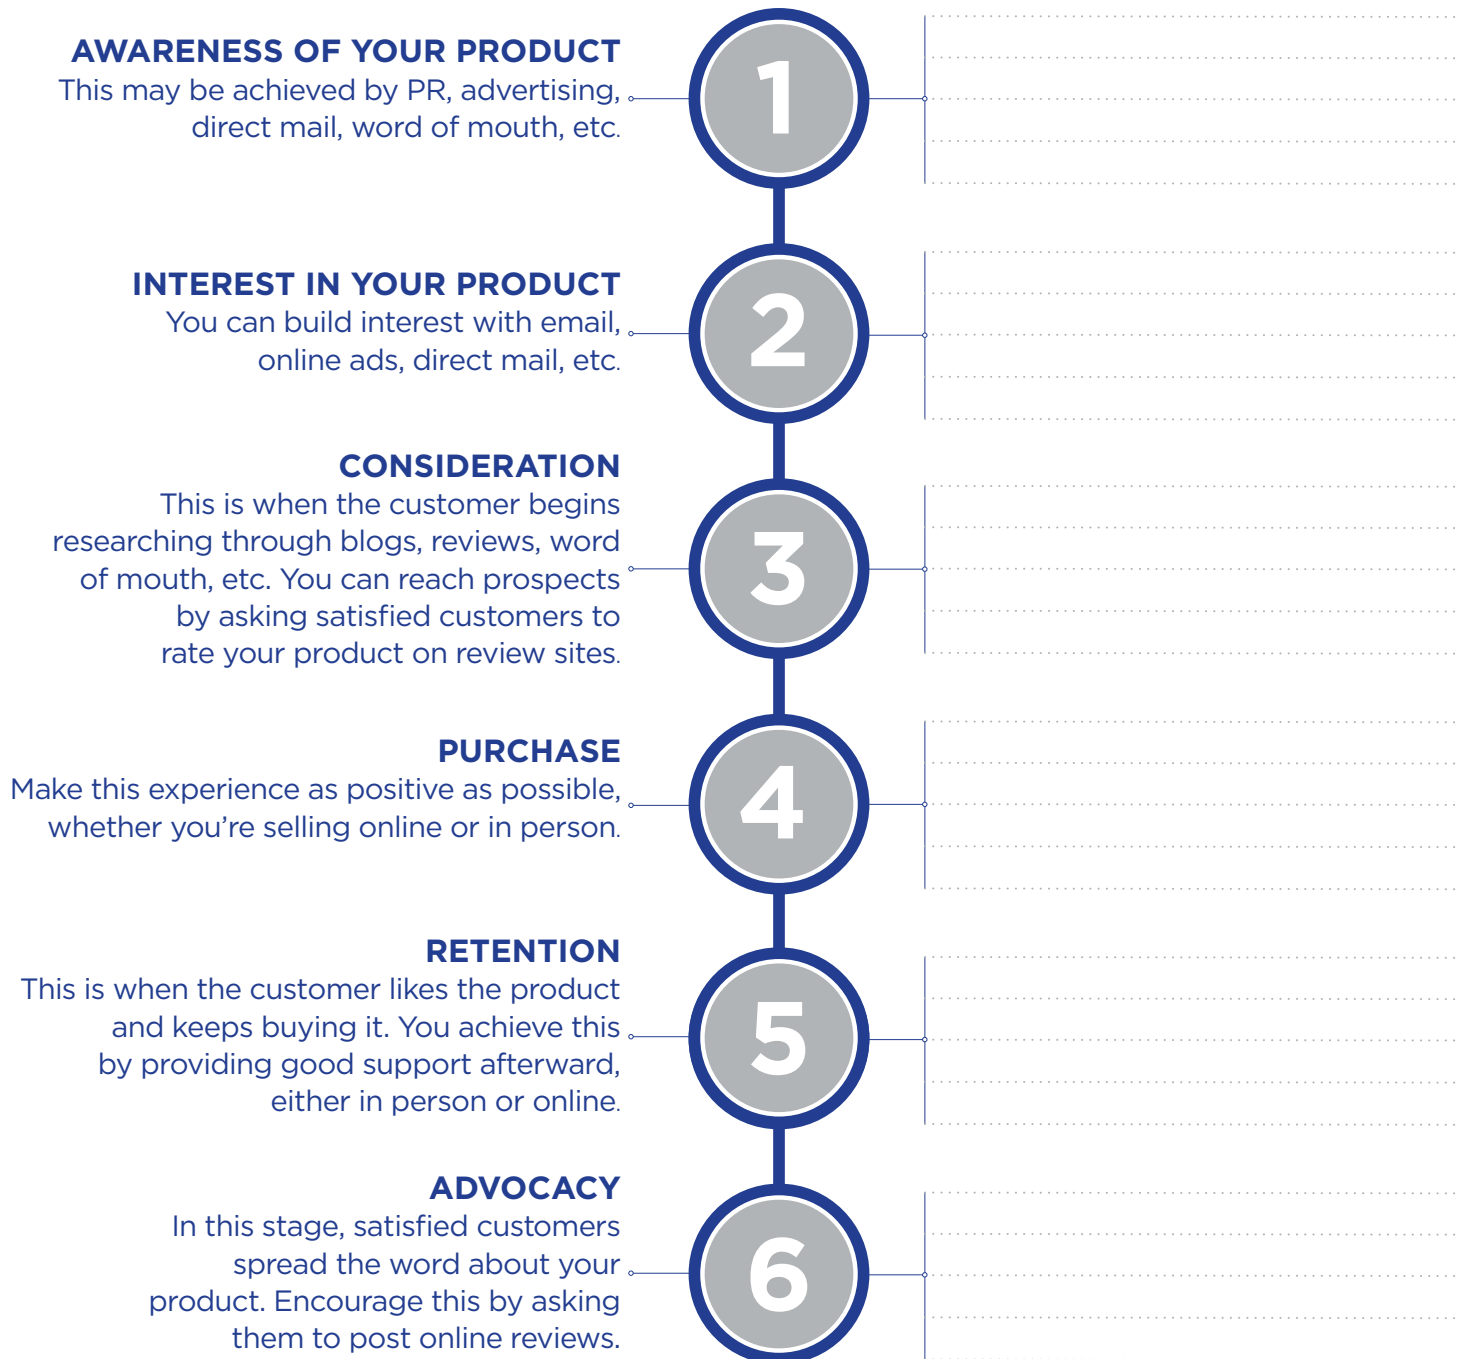 AWARENESS OF YOUR PRODUCT
This may be achieved by PR, advertising,
direct mail, word of mouth, etc.
1
INTEREST IN YOUR PRODUCT
You can build interest with email,
online ads, direct mail, etc.
2
CONSIDERATION
This is when the customer begins
researching through blogs, reviews, word
of mouth, etc. You can reach prospects
by asking satisfied customers to
rate your product on review sites.
3
PURCHASE
Make this experience as positive as possible,
whether you’re selling online or in person.
4
RETENTION
This is when the customer likes the product
and keeps buying it. You achieve this
by providing good support afterward,
either in person or online.
5
ADVOCACY
In this stage, satisfied customers
spread the word about your
product. Encourage this by asking
them to post online reviews.
6